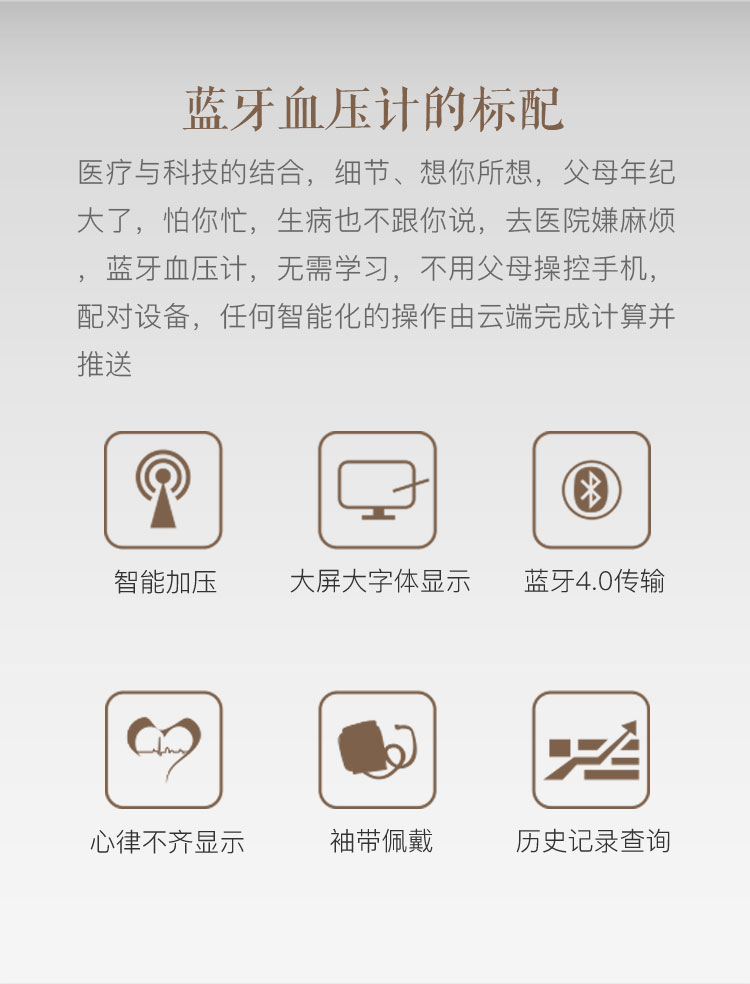 蓝牙血压计的标配
医疗与科技的结合，细节、想你所想，父母年纪
大了，怕你忙，生病也不跟你说，去医院嫌麻烦
，蓝牙血压计，无需学习，不用父母操控手机，
配对设备，任何智能化的操作由云端完成计算并
推送
智能加压
大屏大字体显示
蓝牙4.0传输
心律不齐显示
袖带佩戴
历史记录查询